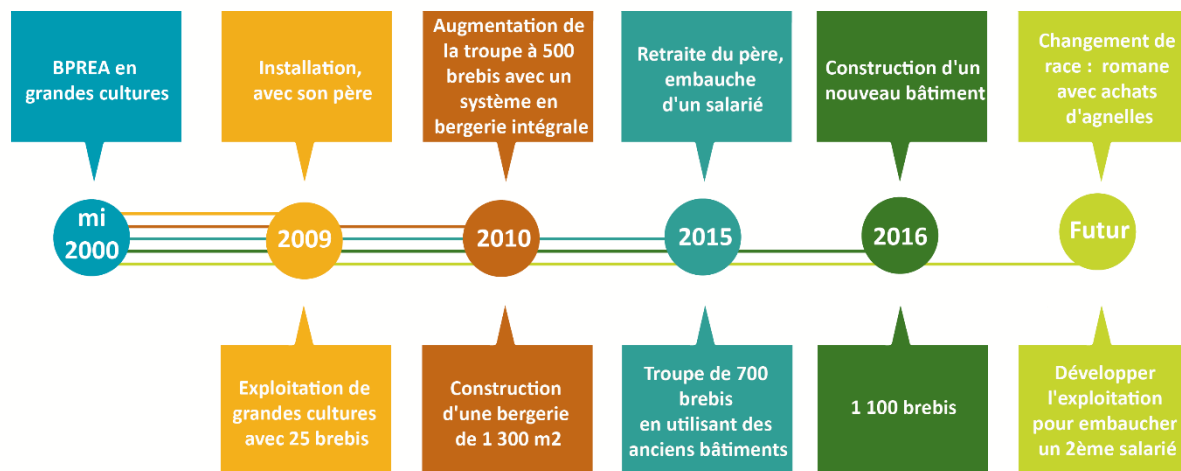 BPREA en
grandes cultures
Installation,
avec son père
Augmentation de
la troupe à 500
brebis avec un
système en
bergerie intégrale
Retraite du père,
embauche
d'un salarié
Construction d'un
nouveau bâtiment
Changement de
race : romane
avec achats
d'agnelles
mi
2000
2009
2010
2015
2016
Futur
Exploitation de
grandes cultures
avec 25 brebis
Construction
d'une bergerie
de 1 300 m2
Troupe de 700
brebis
en utilisant des
anciens bâtiments
1 100 brebis
Développer
l'exploitation
pour embaucher
un 2ème salarié